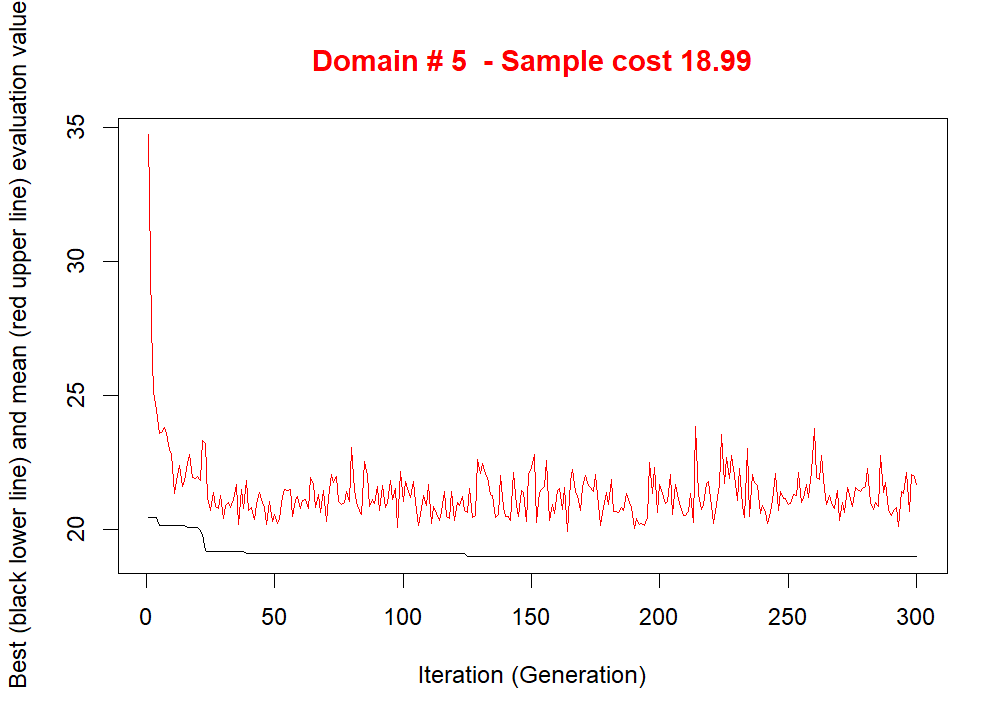 Domain # 5  - Sample cost 18.99
Best (black lower line) and mean (red upper line) evaluation value
35
30
25
20
0 50 100 150 200 250 300
Iteration (Generation)